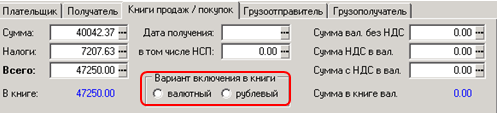 Плательщик Получатель Книги продаж / покупок Грузоотправитель Грузополучатель
Сумма: 40042.37 ... Дата получения: ... Сумма вал. без НДС 0.00 ...
Налоги: 7207.63 ... в том числе НСП: 0.00 ... Сумма НДС в вал. 0.00 ...
Всего: 47250.00 ... Сумма с НДС в вал. 0.00 ...
Вариант включения в книги
В книге: 47250.00 валютный рублевый Сумма в книге вал. 0.00